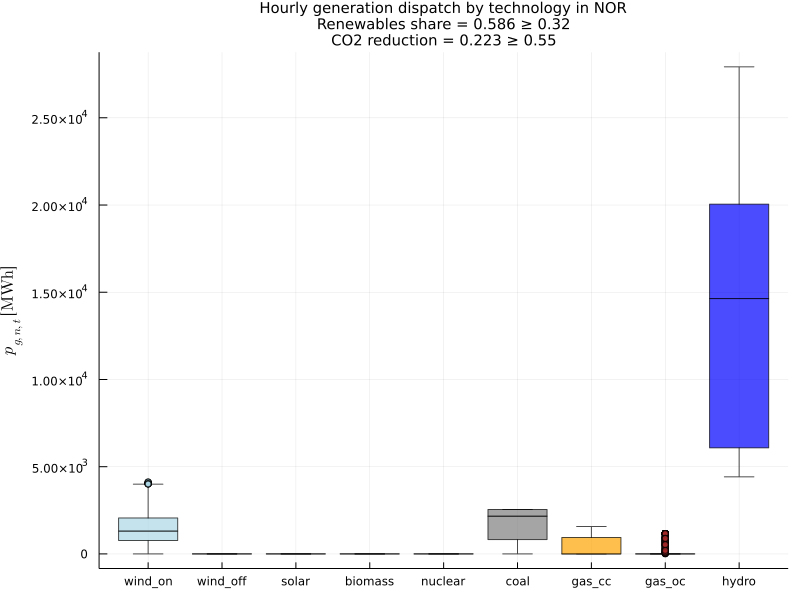 Hourly generation dispatch by technology in NOR
Renewables share = 0.586 ≥ 0.32
CO2 reduction = 0.223 ≥ 0.55
p_{g,n,t} [MWh]
2.50×10⁴
2.00×10⁴
1.50×10⁴
1.00×10⁴
5.00×10³
0
wind_on wind_off solar biomass nuclear coal gas_cc gas_oc hydro